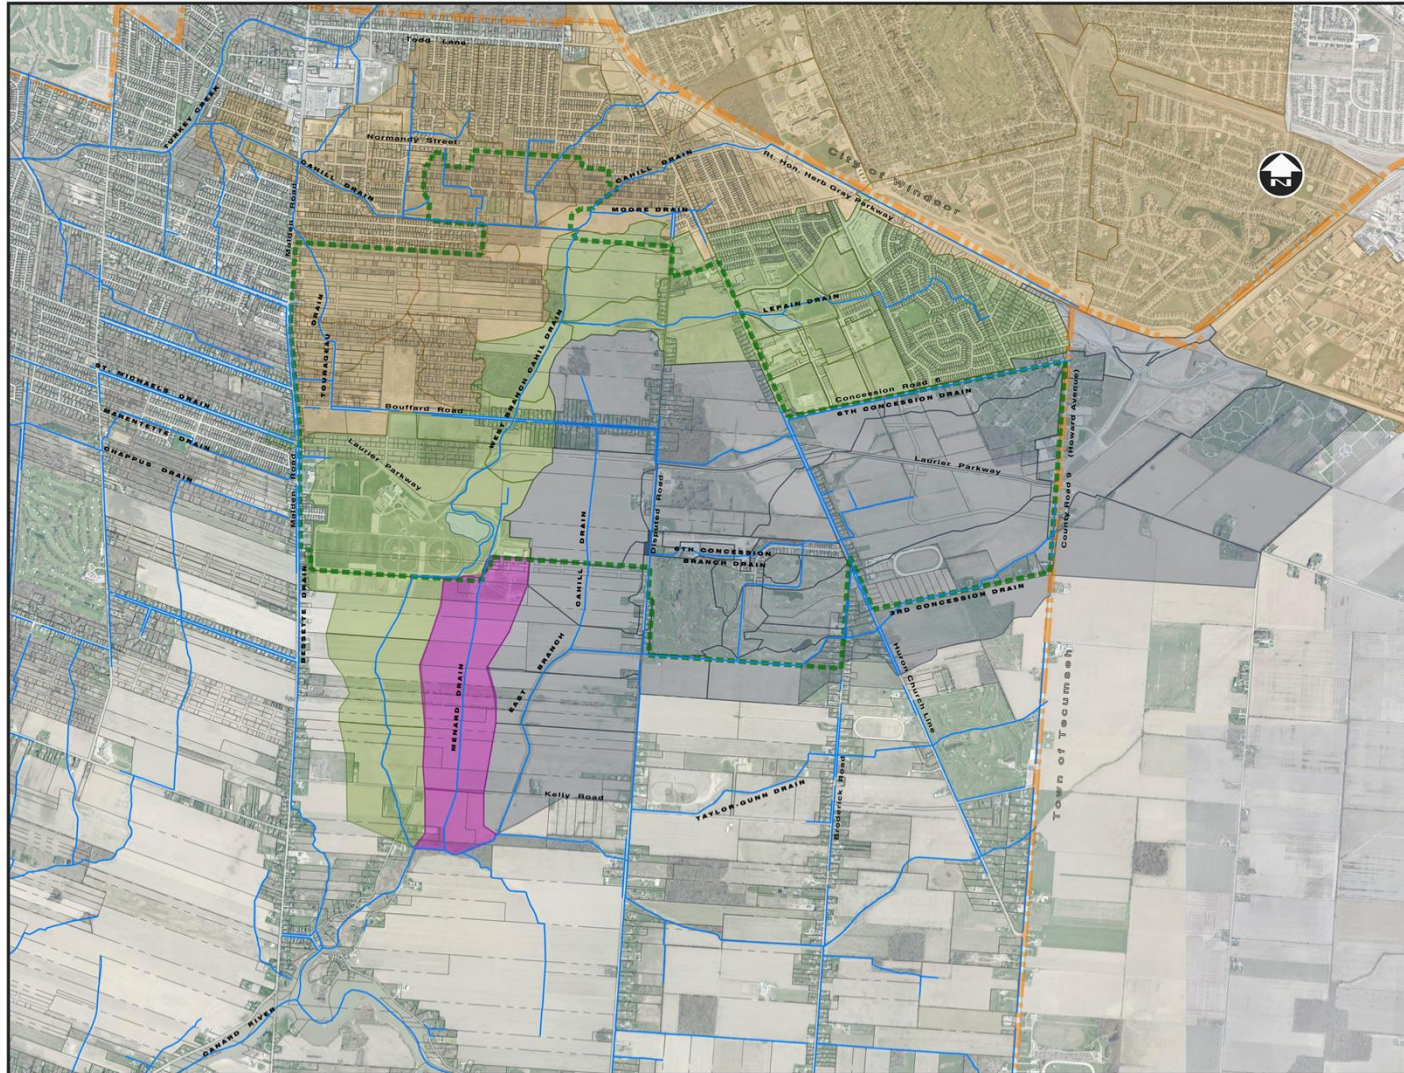 Todd Lane
TURKEY CREEK
Normandy Street
CAHILL DRAIN
CAHILL DRAIN
City of Windsor
Rt. Hon. Herb Gray Parkway
N
MOORE DRAIN
Malden Road
LEPAIN DRAIN
TOURAGEAU DRAIN
WEST BRANCH CAHIL DRAIN
ST. MICHAELS DRAIN
MARENTETTE DRAIN
CHAPPUS DRAIN
Bouffard Road
Concession Road 6
6TH CONCESSION DRAIN
Laurier Parkway
Laurier Parkway
Malden Road
County Road 9 (Howard Avenue)
Disputed Road
CAHILL DRAIN
EAST BRANCH
6TH CONCESSION
BRANCH DRAIN
BESSETTE DRAIN
3RD CONCESSION DRAIN
MENARD DRAIN
Huron Church Line
Town Of Tecumseh
Kelly Road
TAYLOR-GUNN DRAIN
Broderick Road
CANARD RIVER